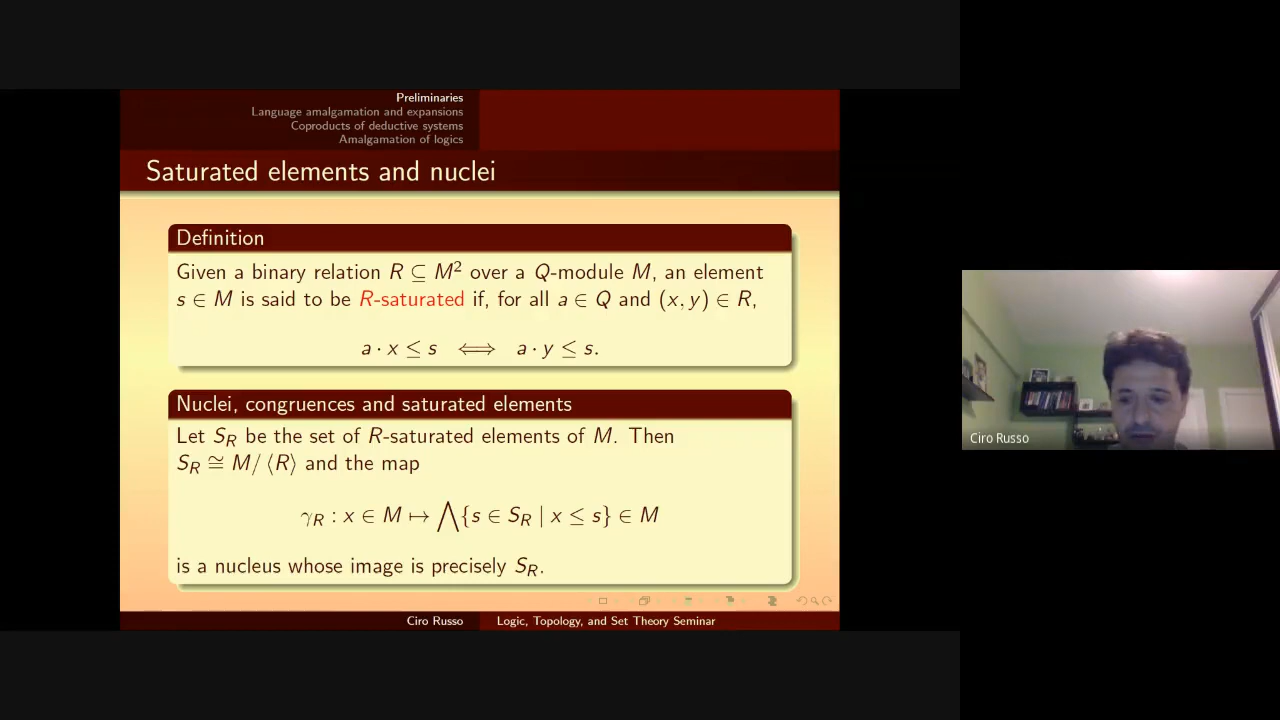 Preliminaries
Language amalgamation and expansions
Coproducts of deductive systems
Amalgamation of logics
Saturated elements and nuclei
Definition
Given a binary relation R ⊆ M² over a Q-module M, an element
s ∈ M is said to be R-saturated if, for all a ∈ Q and (x, y) ∈ R,
a · x ≤ s ⟺ a · y ≤ s.
Nuclei, congruences and saturated elements
Let S_R be the set of R-saturated elements of M. Then
S_R ≅ M/ ⟨R⟩ and the map
γ_R : x ∈ M ↦ ⋀{s ∈ S_R | x ≤ s} ∈ M
is a nucleus whose image is precisely S_R.
Ciro Russo
Logic, Topology, and Set Theory Seminar
Ciro Russo